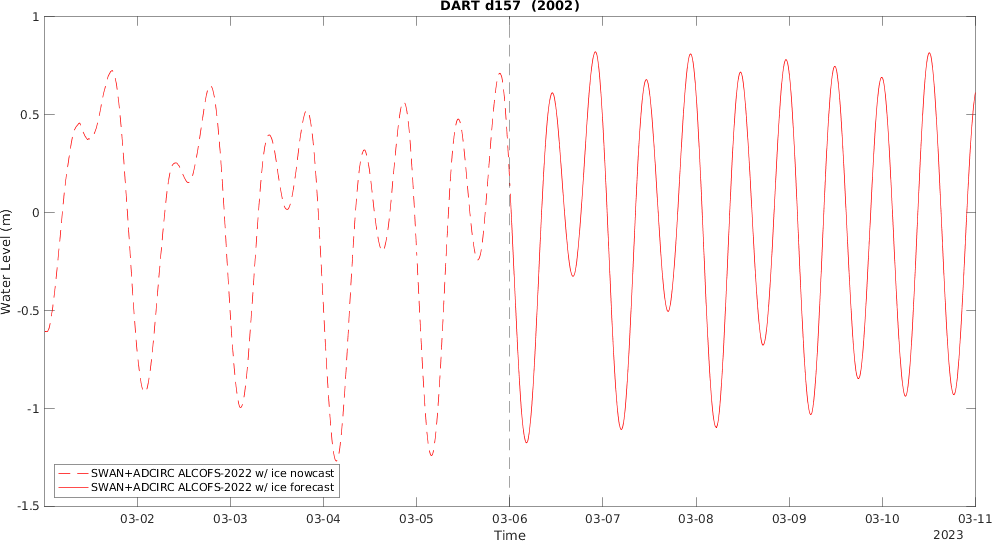 DART d157 (2002)
1
0.5
0
-0.5
-1
-1.5
Water Level (m)
SWAN+ADCIRC ALCOFS-2022 w/ ice nowcast
SWAN+ADCIRC ALCOFS-2022 w/ ice forecast
03-02 03-03 03-04 03-05 03-06 03-07 03-08 03-09 03-10 03-11
Time
2023